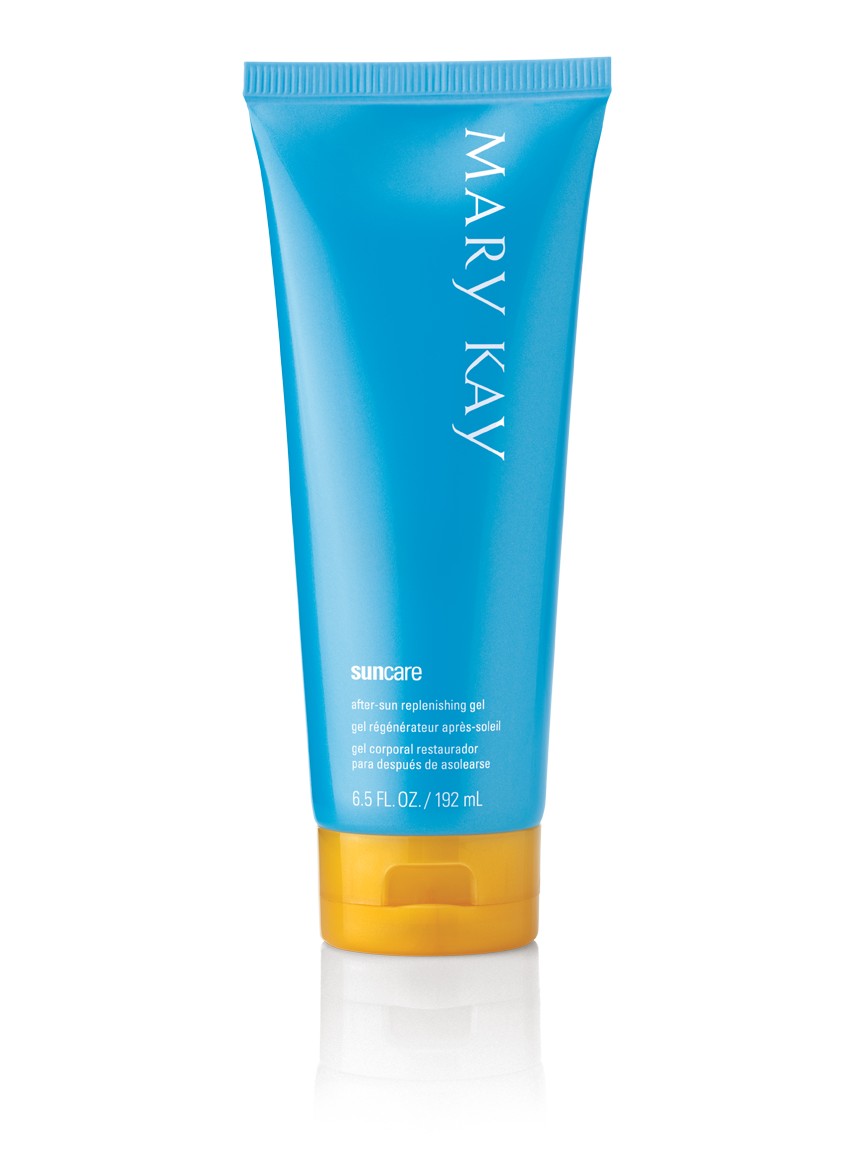 MARY KAY
suncare
after-sun replenishing gel
gel régénérateur après-soleil
gel corporal restaurador
para después de asolearse
6.5 FL. OZ. / 192 mL